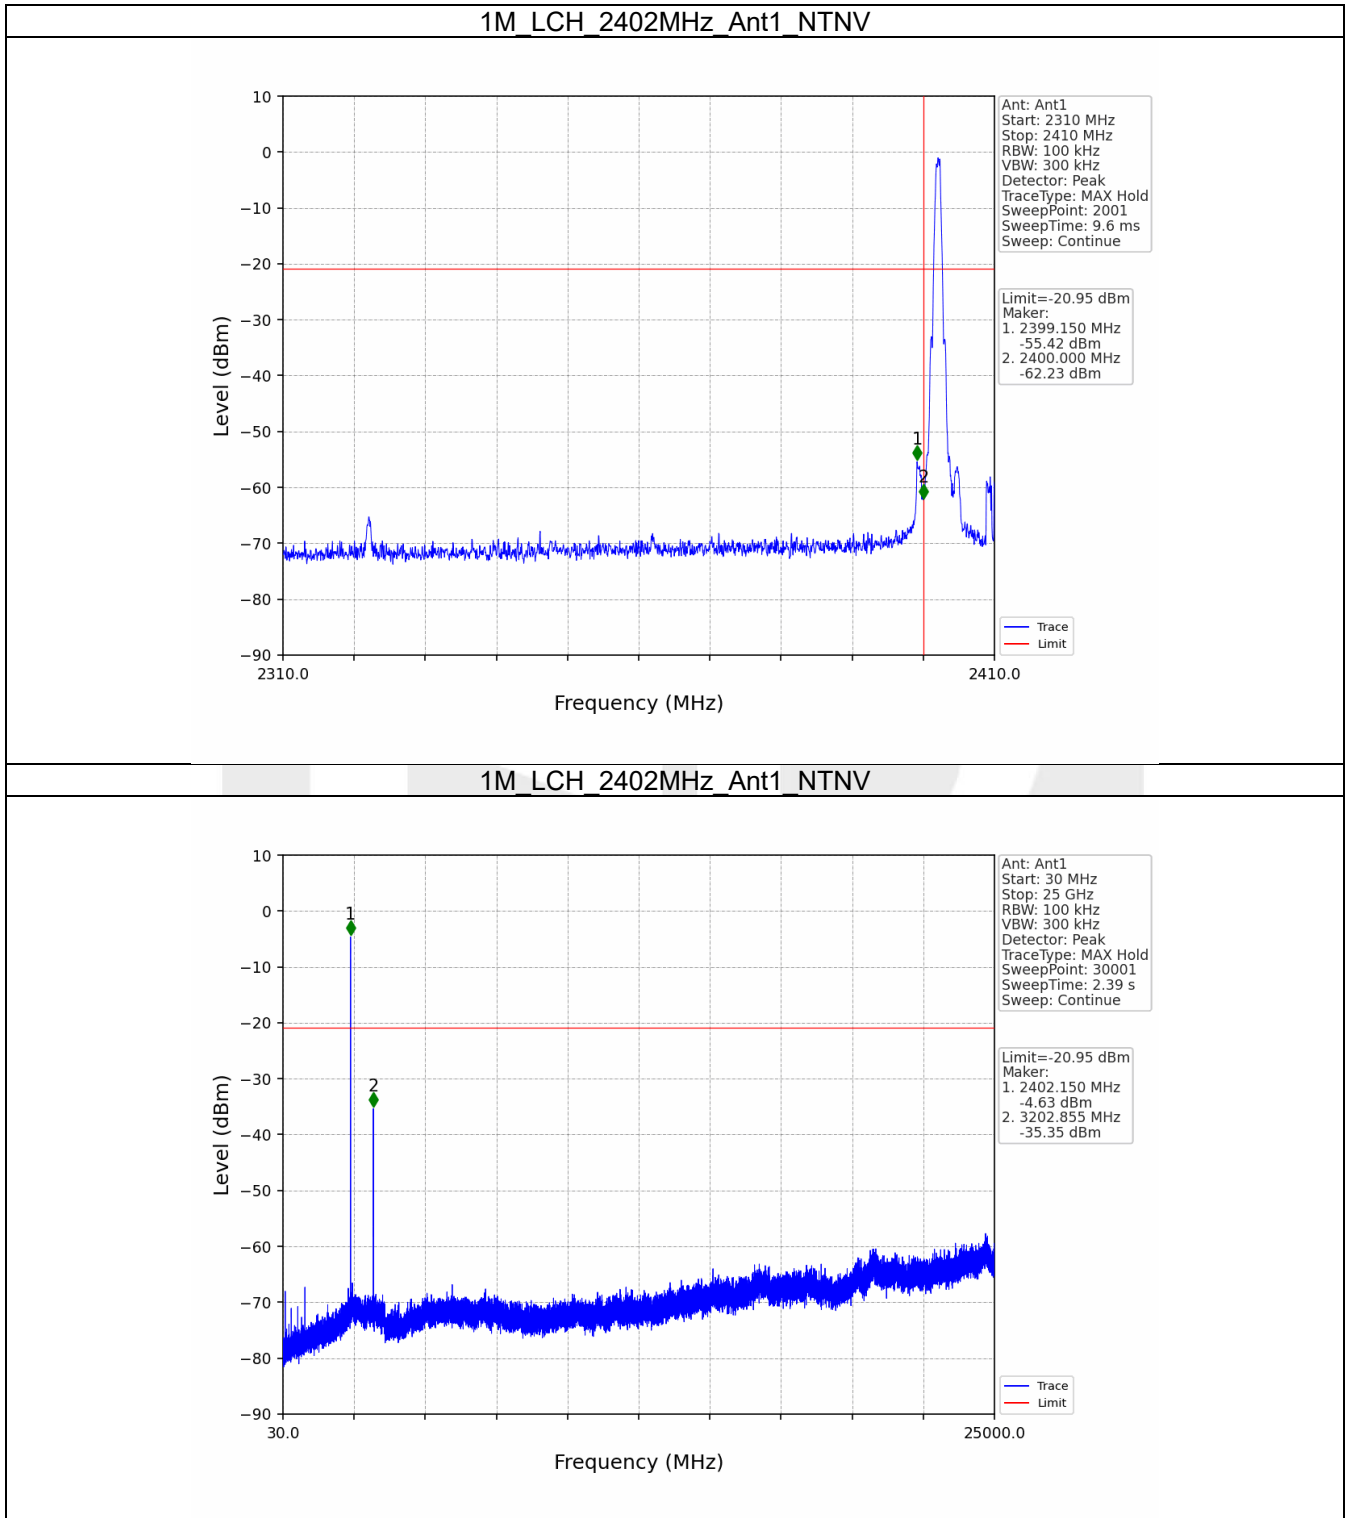 1M_LCH_2402MHz_Ant1_NTNV
10
0
−10
−20
−30
−40
−50
−60
−70
−80
−90
Level (dBm)
2310.0
2410.0
Frequency (MHz)
1
2
Ant: Ant1
Start: 2310 MHz
Stop: 2410 MHz
RBW: 100 kHz
VBW: 300 kHz
Detector: Peak
TraceType: MAX Hold
SweepPoint: 2001
SweepTime: 9.6 ms
Sweep: Continue
Limit=-20.95 dBm
Maker:
1. 2399.150 MHz
-55.42 dBm
2. 2400.000 MHz
-62.23 dBm
Trace
Limit
1M_LCH_2402MHz_Ant1_NTNV
10
0
−10
−20
−30
−40
−50
−60
−70
−80
−90
Level (dBm)
30.0
25000.0
Frequency (MHz)
1
2
Ant: Ant1
Start: 30 MHz
Stop: 25 GHz
RBW: 100 kHz
VBW: 300 kHz
Detector: Peak
TraceType: MAX Hold
SweepPoint: 30001
SweepTime: 2.39 s
Sweep: Continue
Limit=-20.95 dBm
Maker:
1. 2402.150 MHz
-4.63 dBm
2. 3202.855 MHz
-35.35 dBm
Trace
Limit